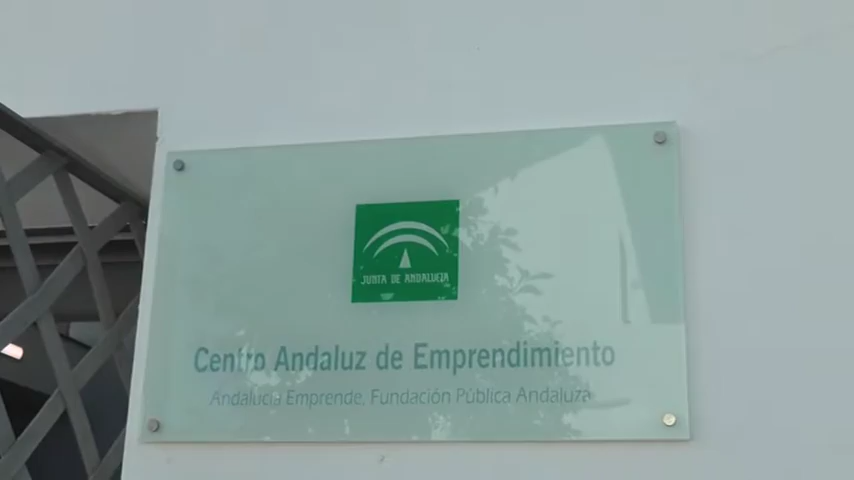 JUNTA DE ANDALUCIA
Centro Andaluz de Emprendimiento
Andalucía Emprende, Fundación Pública Andaluza